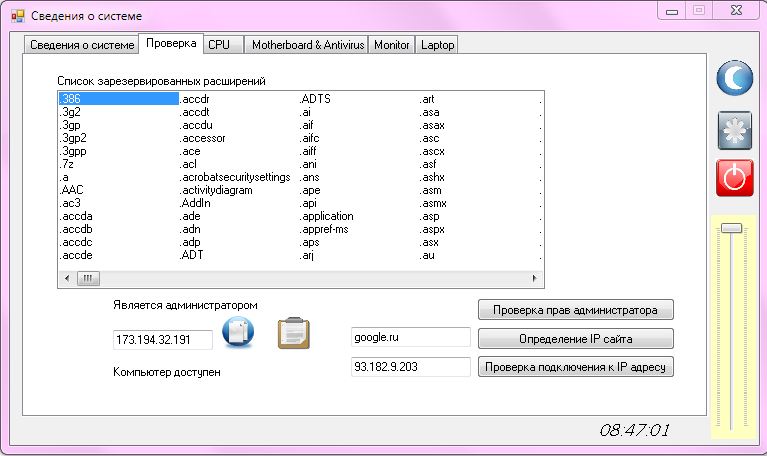 Сведения о системе
Сведения о системе Проверка CPU Motherboard & Antivirus Monitor Laptop
Список зарезервированных расширений
.386 .accdr .ADTS .art .
.3g2 .accdt .ai .asa .
.3gp .accdu .aif .asax .
.3gp2 .accessor .aifc .asc .
.3gpp .ace .aiff .ascx .
.7z .acl .ani .asf .
.a .acrobatsecuritysettings .ans .ashx .
.AAC .activitydiagram .ape .asm .
.ac3 .AddIn .api .asmx .
.accda .ade .application .asp .
.accdb .adn .appref-ms .aspx .
.accdc .adp .aps .asx .
.accde .ADT .arj .au .
Является администратором
Проверка прав администратора
173.194.32.191 google.ru Определение IP сайта
Компьютер доступен 93.182.9.203 Проверка подключения к IP адресу
08:47:01